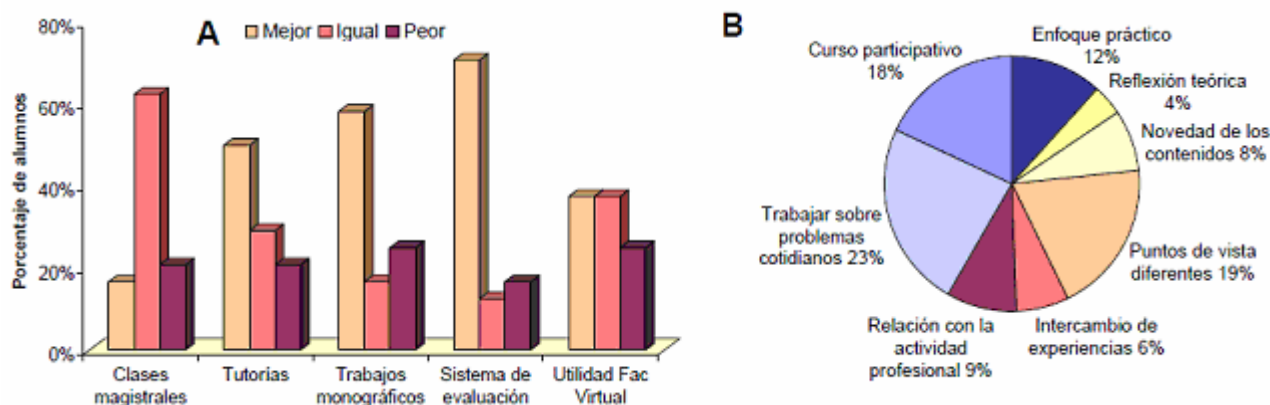 A
Mejor Igual Peor
Porcentaje de alumnos
80%
60%
40%
20%
0%
Clases
magistrales
Tutorías
Trabajos
monográficos
Sistema de
evaluación
Utilidad Fac
Virtual
B
Curso participativo
18%
Enfoque práctico
12%
Reflexión teórica
4%
Novedad de los
contenidos 8%
Puntos de vista
diferentes 19%
Intercambio de
experiencias 6%
Relación con la
actividad
profesional 9%
Trabajar sobre
problemas
cotidianos 23%